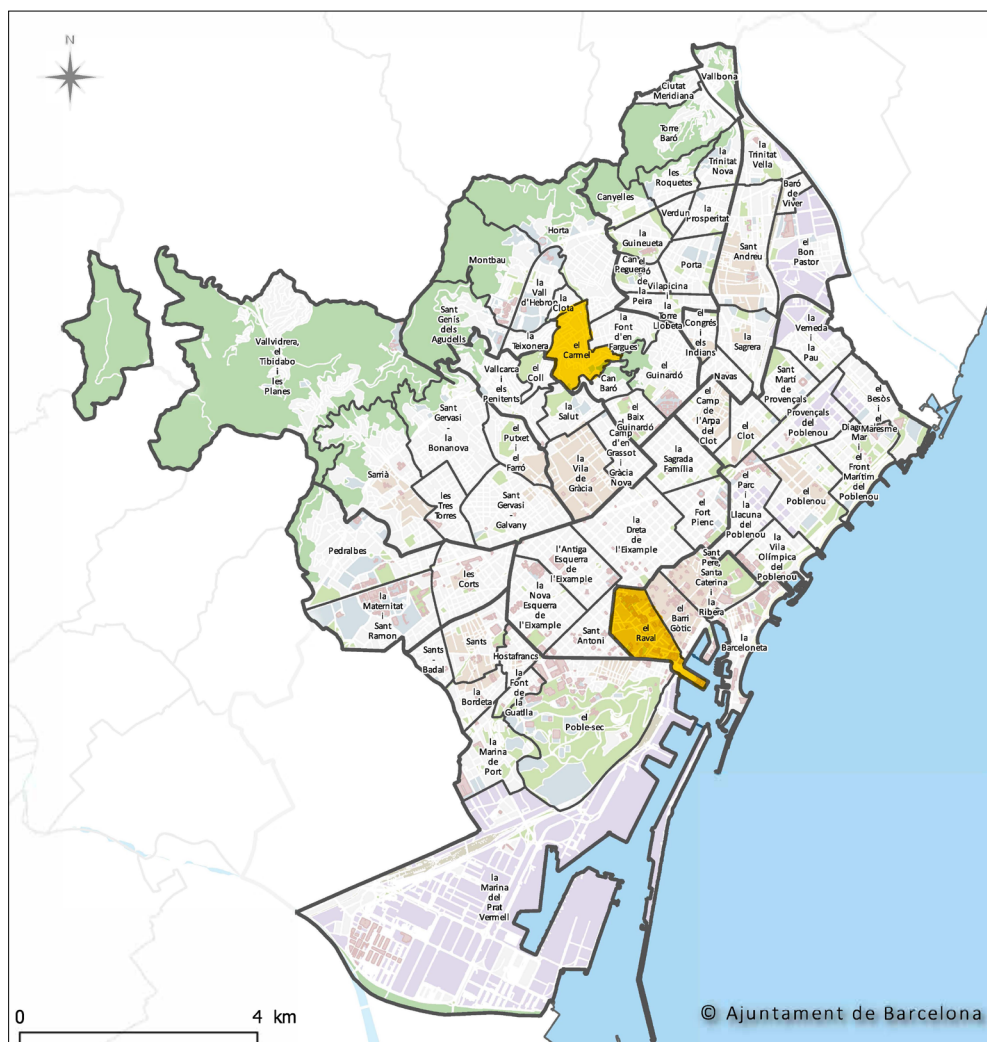 N
Vallbona
Ciutat
Meridiana
Torre
Baró
la
Trinitat
Nova
la
Trinitat
Vella
les
Roquetes
Canyelles
Baró
de
Viver
Verdun
la
Prosperitat
Horta
la
Guineueta
Sant
Andreu
el
Bon
Pastor
Montbau
Can
Peguera
Porta
el
de
la
Peira
Vilapicina
i
la
Torre
Llobeta
la
Vall
d'Hebron
la
Clota
Sant
Genís
dels
Agudells
la
Font
d'en
Fargues
el
Congrés
i
els
Indians
la
Sagrera
la
Verneda
i
la
Pau
Vallvidrera,
el
Tibidabo
i
les
Planes
la
Teixonera
el
Carmel
Vallcarca
i els
Penitents
el
Coll
Can
Baró
el
Guinardó
Navas
Sant
Martí
de
Provençals
el
Besòs
i
el
Maresme
Sant
Gervasi
-
la
Bonanova
la
Salut
el
Baix
Guinardó
el Camp
de
l'Arpa
del
Clot
el
Clot
Provençals
del
Poblenou
Diagonal
Mar i
el
Front
Marítim del
Poblenou
el
Putxet
i
el
Farró
la
Vila
de
Gràcia
Camp
d'en
Grassot
i
Gràcia
Nova
la
Sagrada
Família
Sarrià
les
Tres
Torres
Sant
Gervasi
-
Galvany
el
Parc
i la
Llacuna
del
Poblenou
el
Poblenou
el
Fort
Pienc
la
Dreta
de
l'Eixample
Pedralbes
les
Corts
l'Antiga
Esquerra
de
l'Eixample
Sant
Pere,
Santa
Caterina
i
la
Ribera
la
Vila
Olímpica
del
Poblenou
la
Maternitat
i
Sant
Ramon
la
Nova
Esquerra
de
l'Eixample
Sant
Antoni
el
Raval
el
Barri
Gòtic
la
Barceloneta
Sants
Sants
-
Badal
Hostafrancs
la
Font
de
la
Guatlla
la
Bordeta
el
Poble-sec
la
Marina
de
Port
la
Marina
del
Prat
Vermell
0 4 km
© Ajuntament de Barcelona